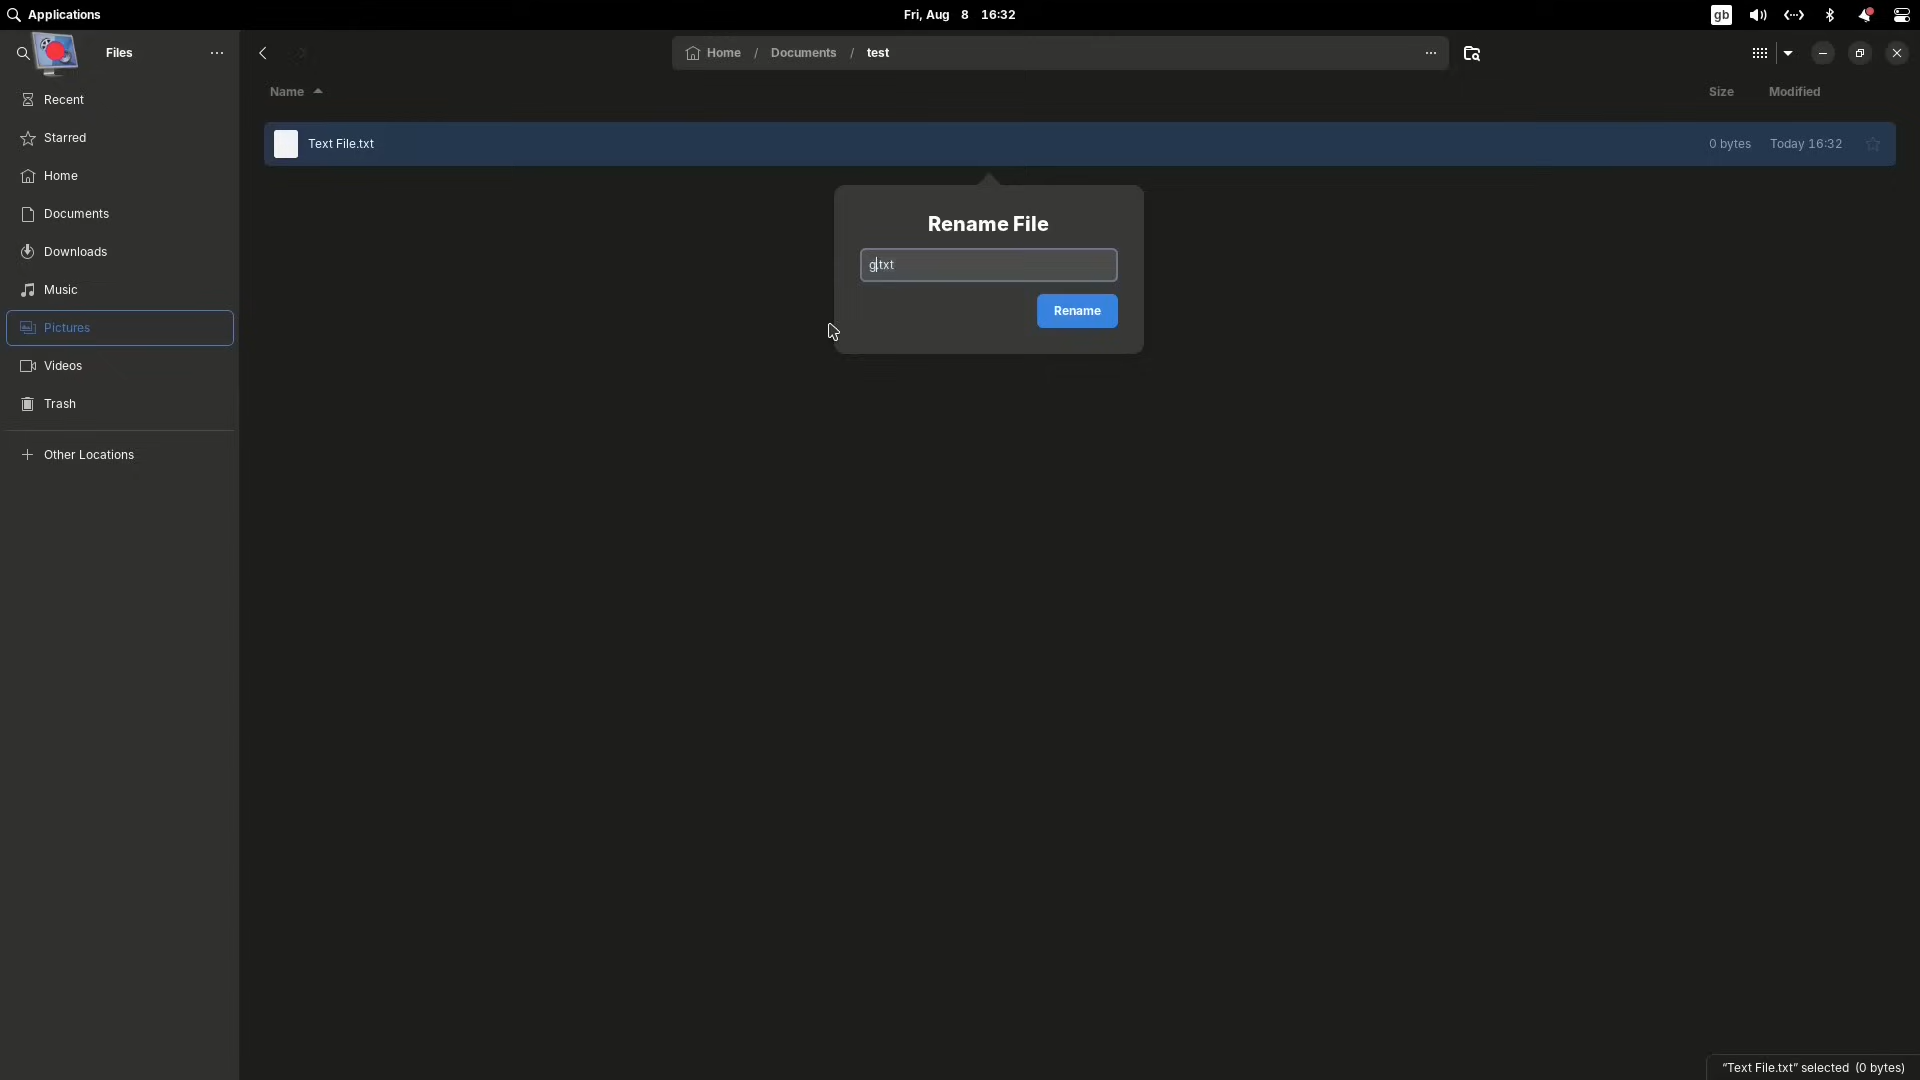 Applications
Fri, Aug 8 16:32
gb
Files
Home / Documents / test
Recent
Starred
Home
Documents
Downloads
Music
Pictures
Videos
Trash
Other Locations
Name
Size
Modified
Text File.txt
0 bytes
Today 16:32
Rename File
g.txt
Rename
“Text File.txt” selected (0 bytes)